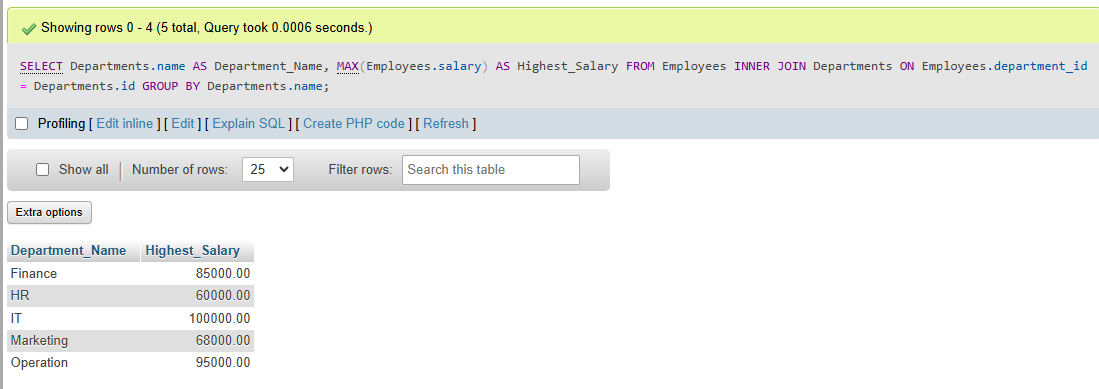 Showing rows 0 - 4 (5 total, Query took 0.0006 seconds.)
SELECT Departments.name AS Department_Name, MAX(Employees.salary) AS Highest_Salary FROM Employees INNER JOIN Departments ON Employees.department_id
= Departments.id GROUP BY Departments.name;
Profiling [ Edit inline ] [ Edit ] [ Explain SQL ] [ Create PHP code ] [ Refresh ]
Show all Number of rows: 25 Filter rows: Search this table
Extra options
Department_Name Highest_Salary
Finance 85000.00
HR 60000.00
IT 100000.00
Marketing 68000.00
Operation 95000.00